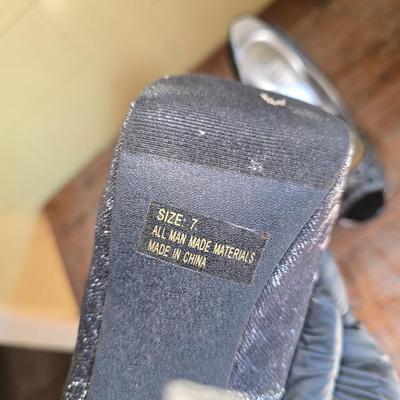 SIZE: 7
ALL MAN MADE MATERIALS
MADE IN CHINA